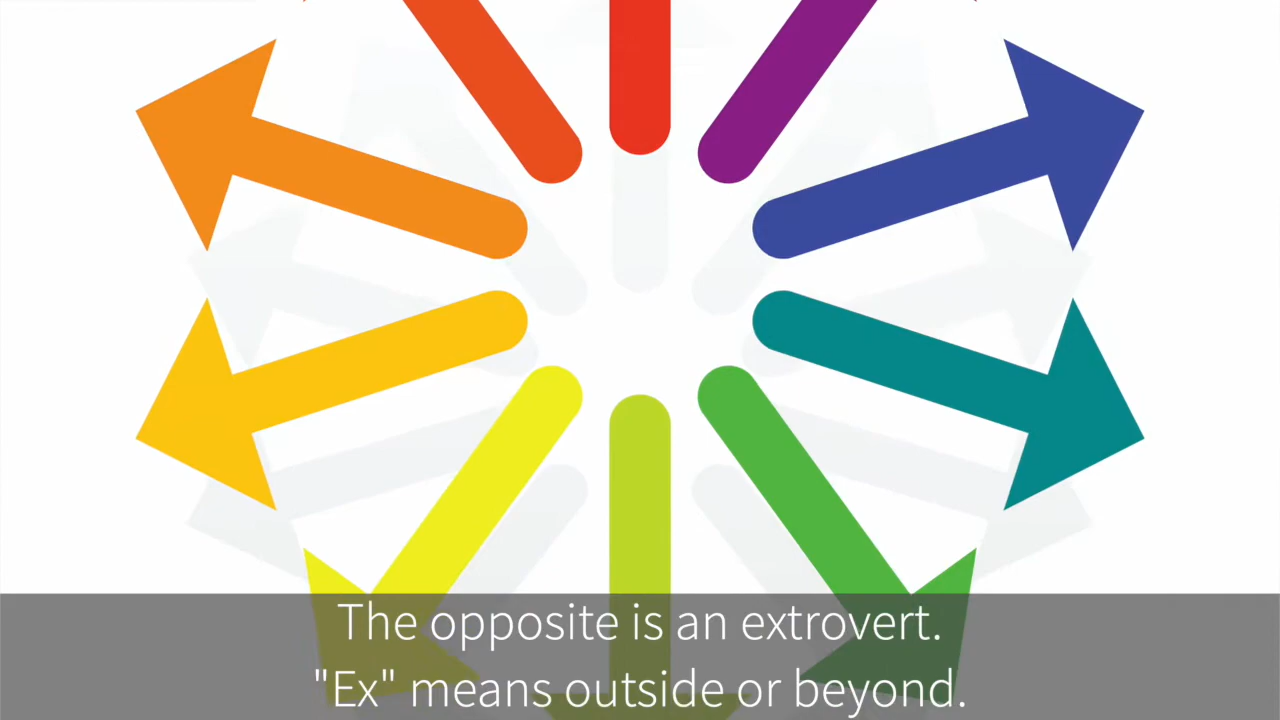 The opposite is an extrovert.
"Ex" means outside or beyond.